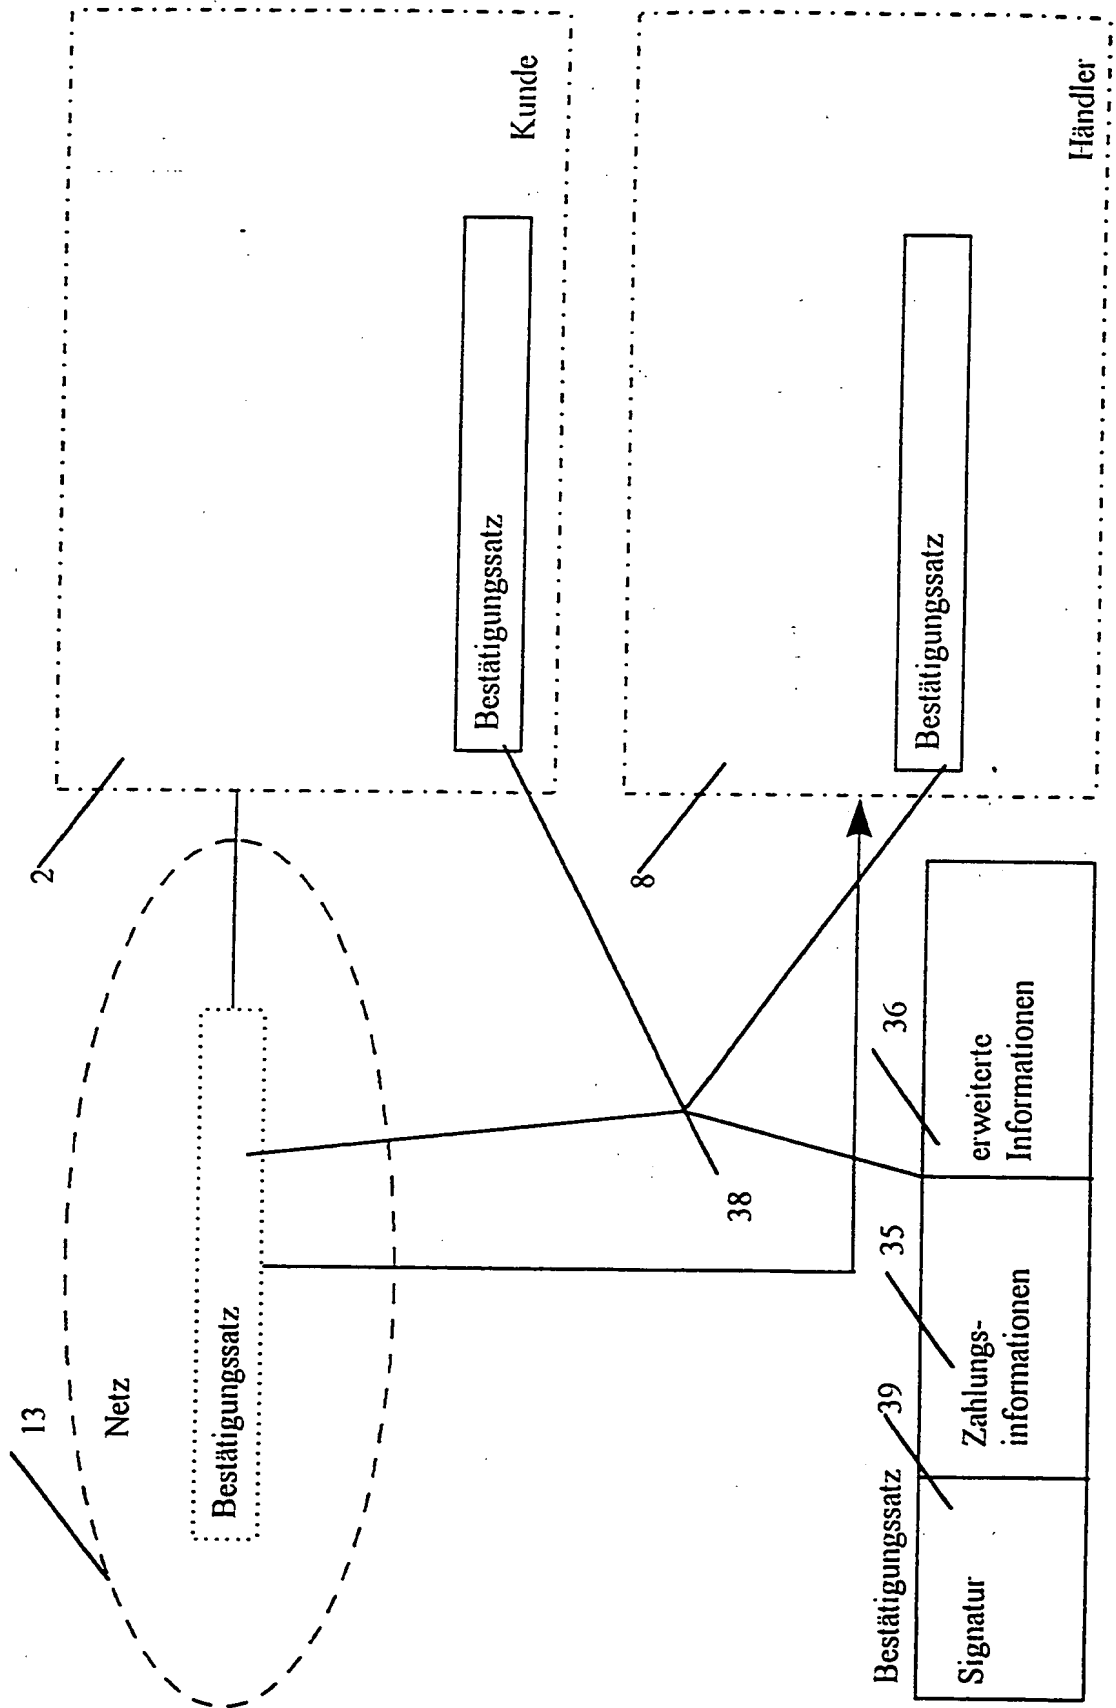 13
Netz
Bestätigungssatz
2
Kunde
Bestätigungssatz
38
8
Händler
Bestätigungssatz
Bestätigungssatz
39
35
36
Signatur
Zahlungs-
informationen
erweiterte
Informationen